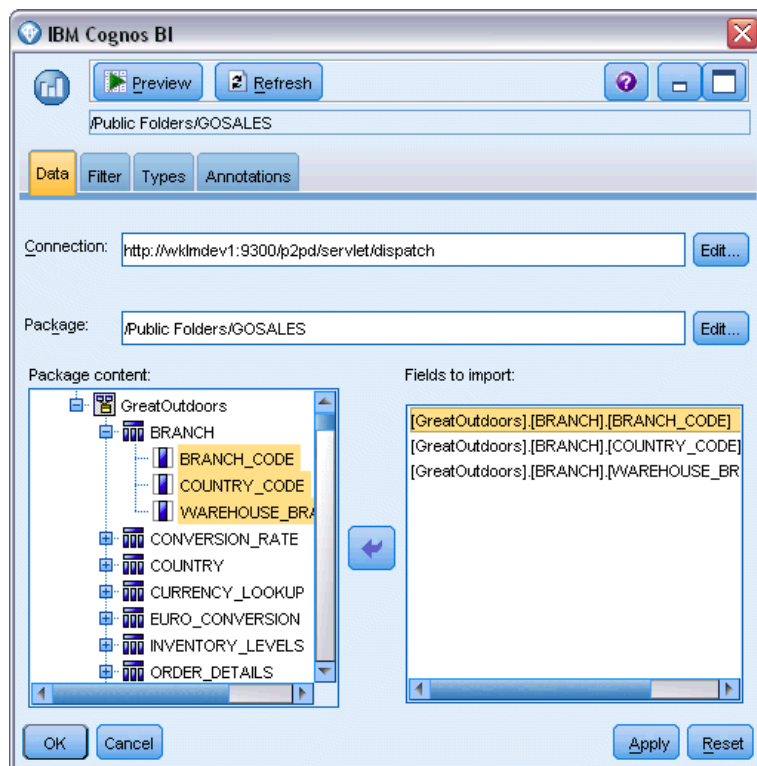 IBM Cognos BI
Preview Refresh
/Public Folders/GOSALES
Data Filter Types Annotations
Connection: http://wklmdev1:9300/p2pd/servlet/dispatch Edit...
Package: /Public Folders/GOSALES Edit...
Package content: Fields to import:
GreatOutdoors
BRANCH
BRANCH_CODE
COUNTRY_CODE
WAREHOUSE_BRA
CONVERSION_RATE
COUNTRY
CURRENCY_LOOKUP
EURO_CONVERSION
INVENTORY_LEVELS
ORDER_DETAILS
[GreatOutdoors].[BRANCH].[BRANCH_CODE]
[GreatOutdoors].[BRANCH].[COUNTRY_CODE]
[GreatOutdoors].[BRANCH].[WAREHOUSE_BR
OK Cancel Apply Reset